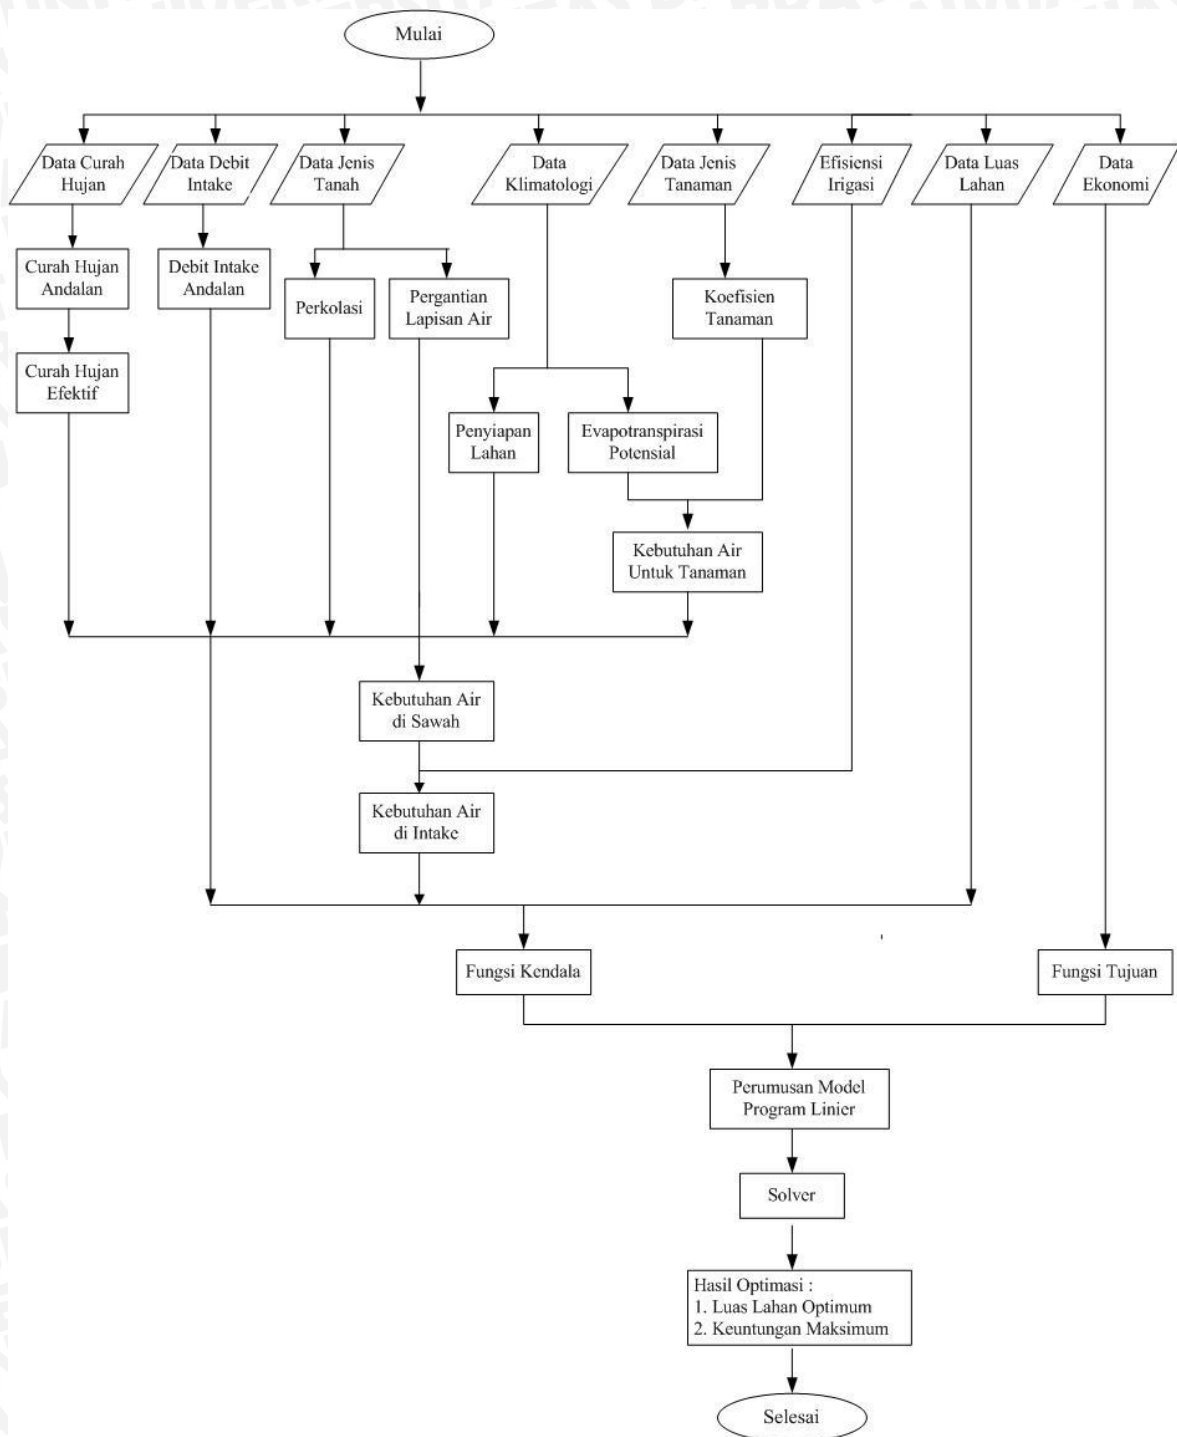 Mulai
Data Curah
Hujan
Data Debit
Intake
Data Jenis
Tanah
Data
Klimatologi
Data Jenis
Tanaman
Efisiensi
Irigasi
Data Luas
Lahan
Data
Ekonomi
Curah Hujan
Andalan
Debit Intake
Andalan
Perkolasi
Pergantian
Lapisan Air
Koefisien
Tanaman
Curah Hujan
Efektif
Penyiapan
Lahan
Evapotranspirasi
Potensial
Kebutuhan Air
Untuk Tanaman
Kebutuhan Air
di Sawah
Kebutuhan Air
di Intake
Fungsi Kendala
Fungsi Tujuan
Perumusan Model
Program Linier
Solver
Hasil Optimasi :
1. Luas Lahan Optimum
2. Keuntungan Maksimum
Selesai